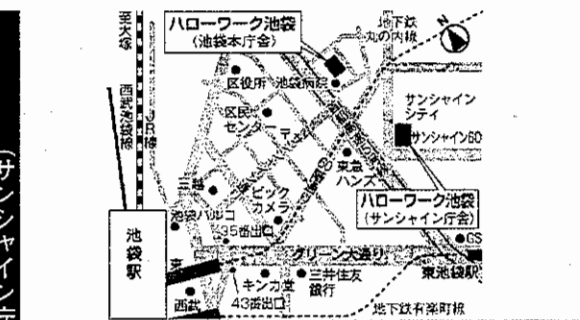 至大塚
西武池袋線
JR線
ハローワーク池袋
(池袋本庁舎)
地下鉄
丸の内線
N
区役所
池袋病院
区民
センター
〒
サンシャイン
シティ
サンシャイン60
東急
ハンズ
三越
ビック
カメラ
ハローワーク池袋
(サンシャイン庁舎)
池袋パルコ
35番出口
グリーン大通り
GS
東池袋駅
池袋駅
東
西武
キンカ堂
43番出口
三井住友
銀行
地下鉄有楽町線
(サンシャイン庁